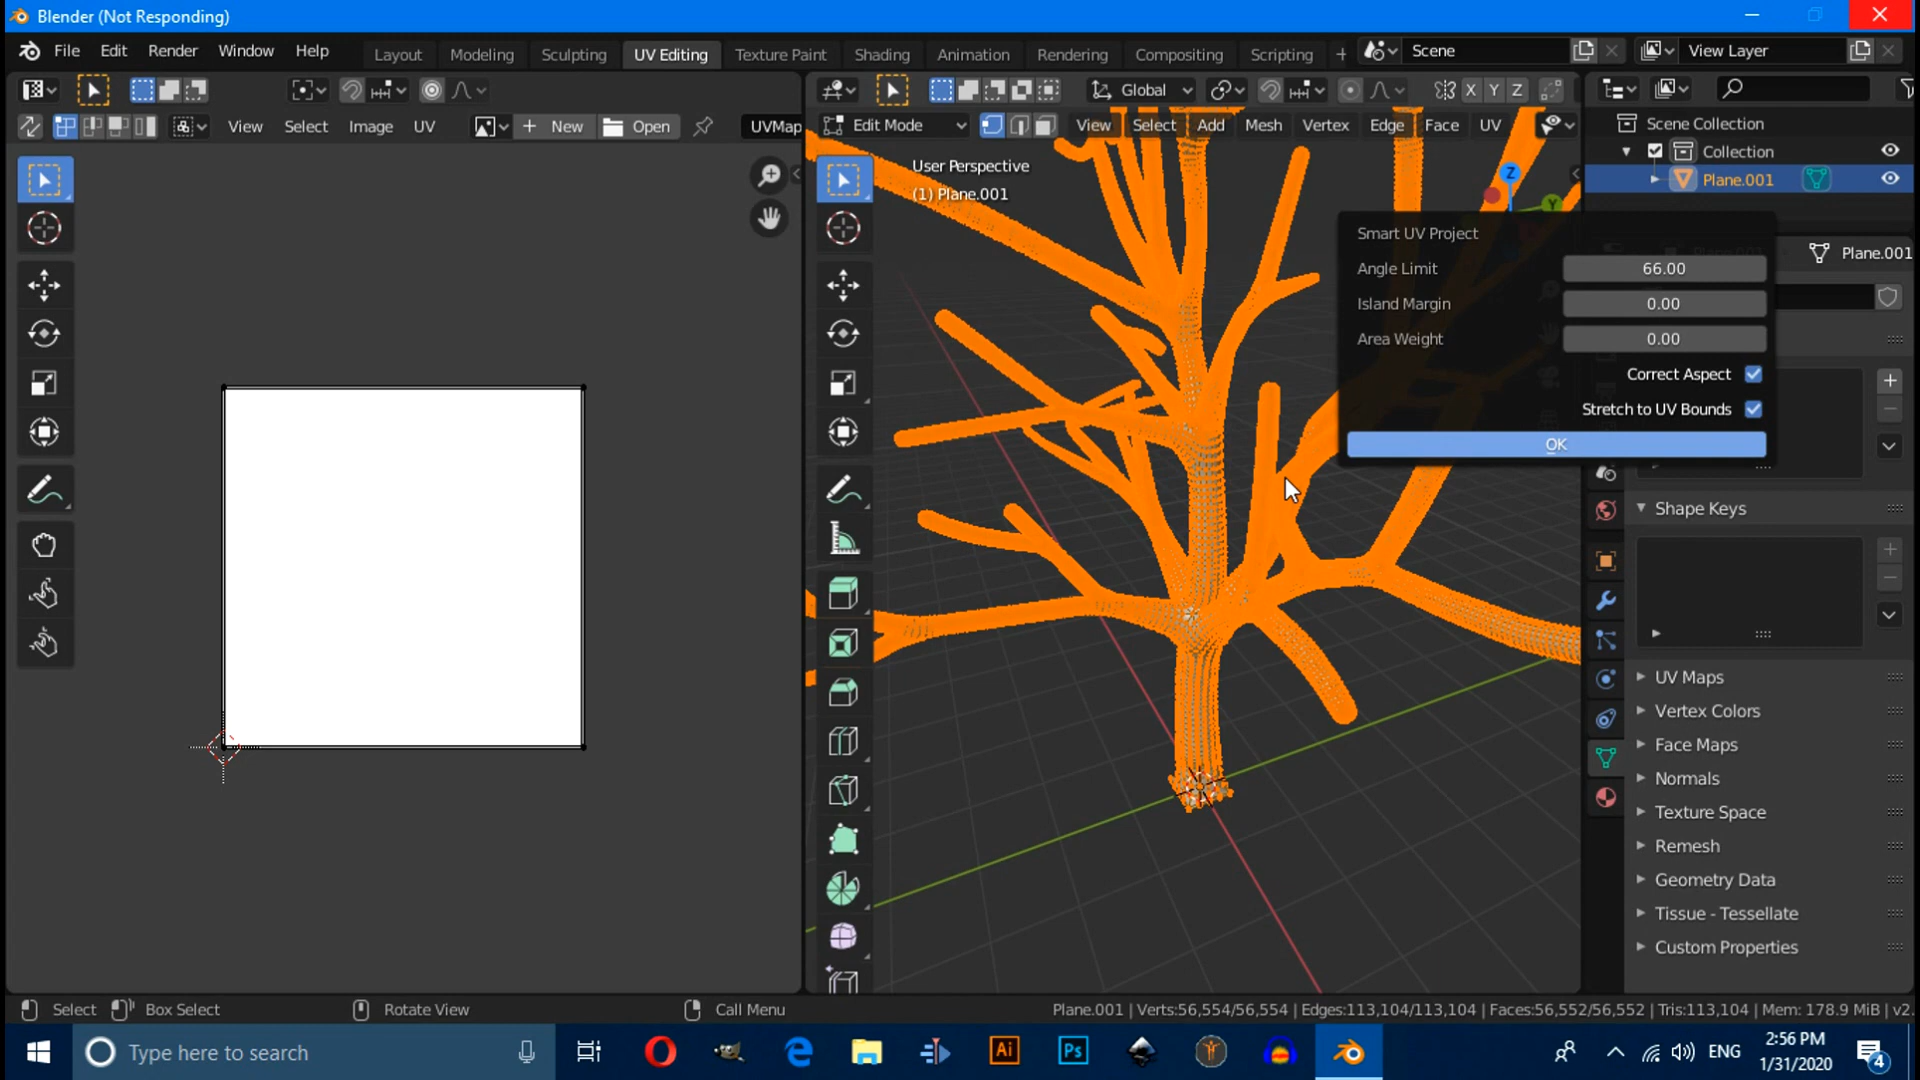 Blender (Not Responding)
File Edit Render Window Help
Layout Modeling Sculpting UV Editing Texture Paint Shading Animation Rendering Compositing Scripting +
Scene
View Layer
Global
X Y Z
View Select Image UV
New
Open
UVMap
Edit Mode
View Select Add Mesh Vertex Edge Face UV
Scene Collection
Collection
Plane.001
User Perspective
(1) Plane.001
Z
Y
Smart UV Project
Angle Limit 66.00
Island Margin 0.00
Area Weight 0.00
Correct Aspect
Stretch to UV Bounds
OK
Plane.001
Shape Keys
UV Maps
Vertex Colors
Face Maps
Normals
Texture Space
Remesh
Geometry Data
Tissue - Tessellate
Custom Properties
Select Box Select Rotate View Call Menu
Plane.001 | Verts:56,554/56,554 | Edges:113,104/113,104 | Faces:56,552/56,552 | Tris:113,104 | Mem: 178.9 MiB | v2.
Type here to search
Ai
Ps
ENG
2:56 PM
1/31/2020
4